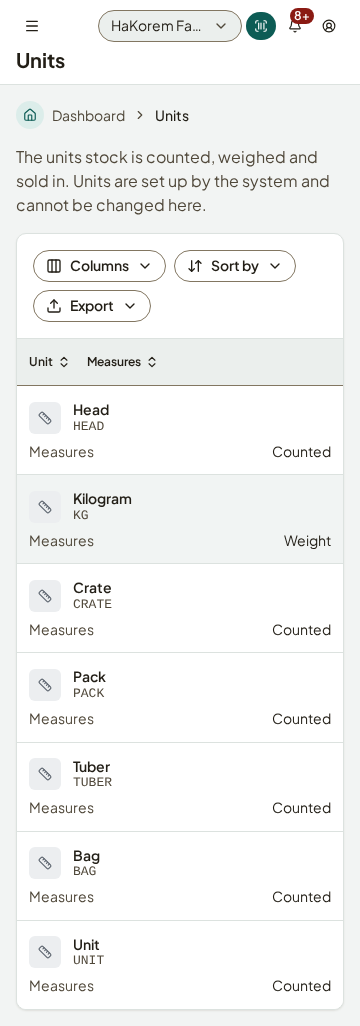 HaKorem Fa...
8+
Units
Dashboard
Units
The units stock is counted, weighed and
sold in. Units are set up by the system and
cannot be changed here.
Columns
Sort by
Export
Unit
Measures
Head
HEAD
Measures
Counted
Kilogram
KG
Measures
Weight
Crate
CRATE
Measures
Counted
Pack
PACK
Measures
Counted
Tuber
TUBER
Measures
Counted
Bag
BAG
Measures
Counted
Unit
UNIT
Measures
Counted